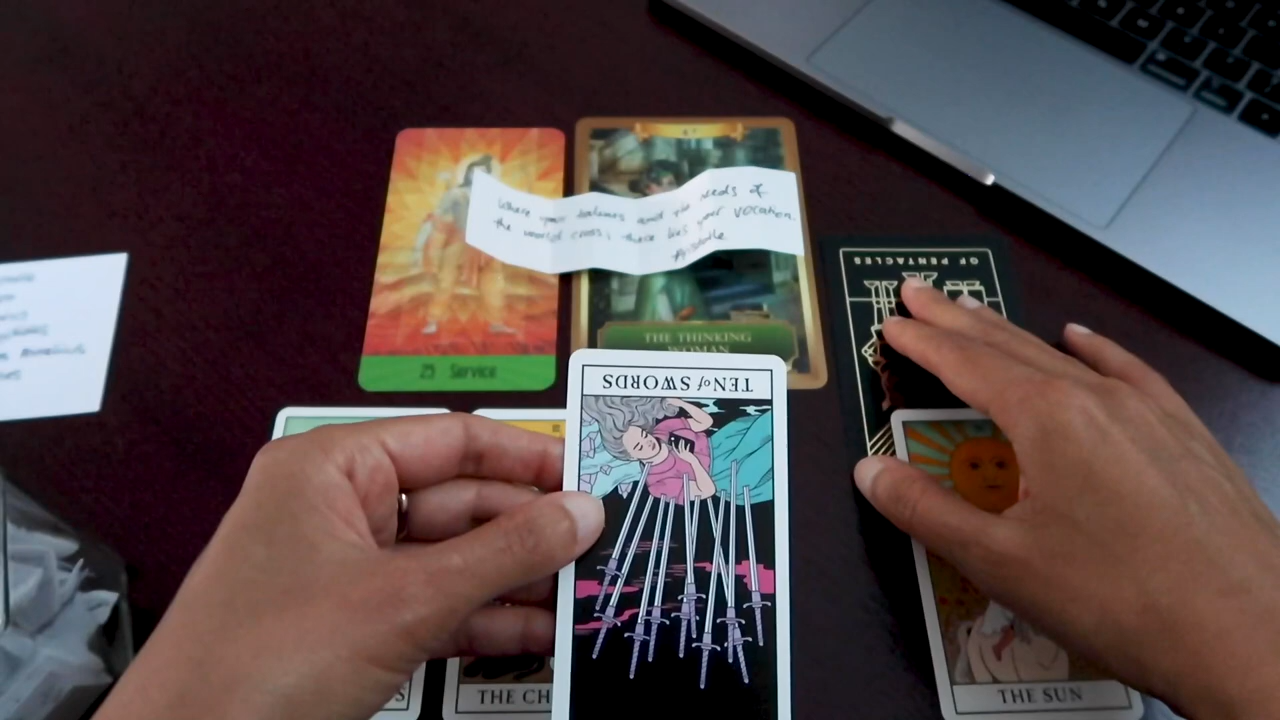 Where your talents and the needs of
the world cross; there lies your vocation.
Aristotle
25 Service
THE THINKING
WOMAN
OF PENTACLES
TEN of SWORDS
THE CH
THE SUN